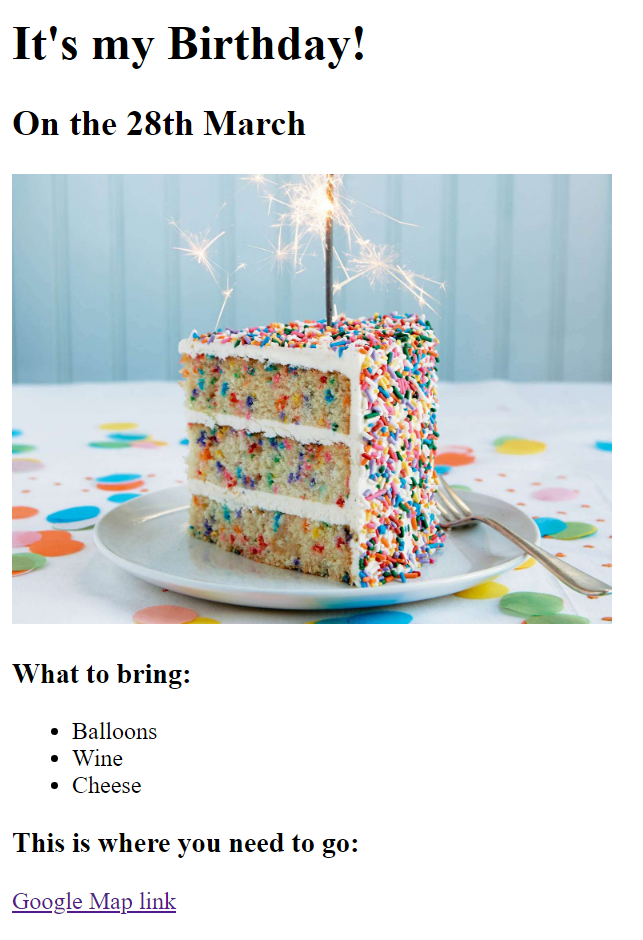 It's my Birthday!
On the 28th March
What to bring:
Balloons
Wine
Cheese
This is where you need to go:
Google Map link